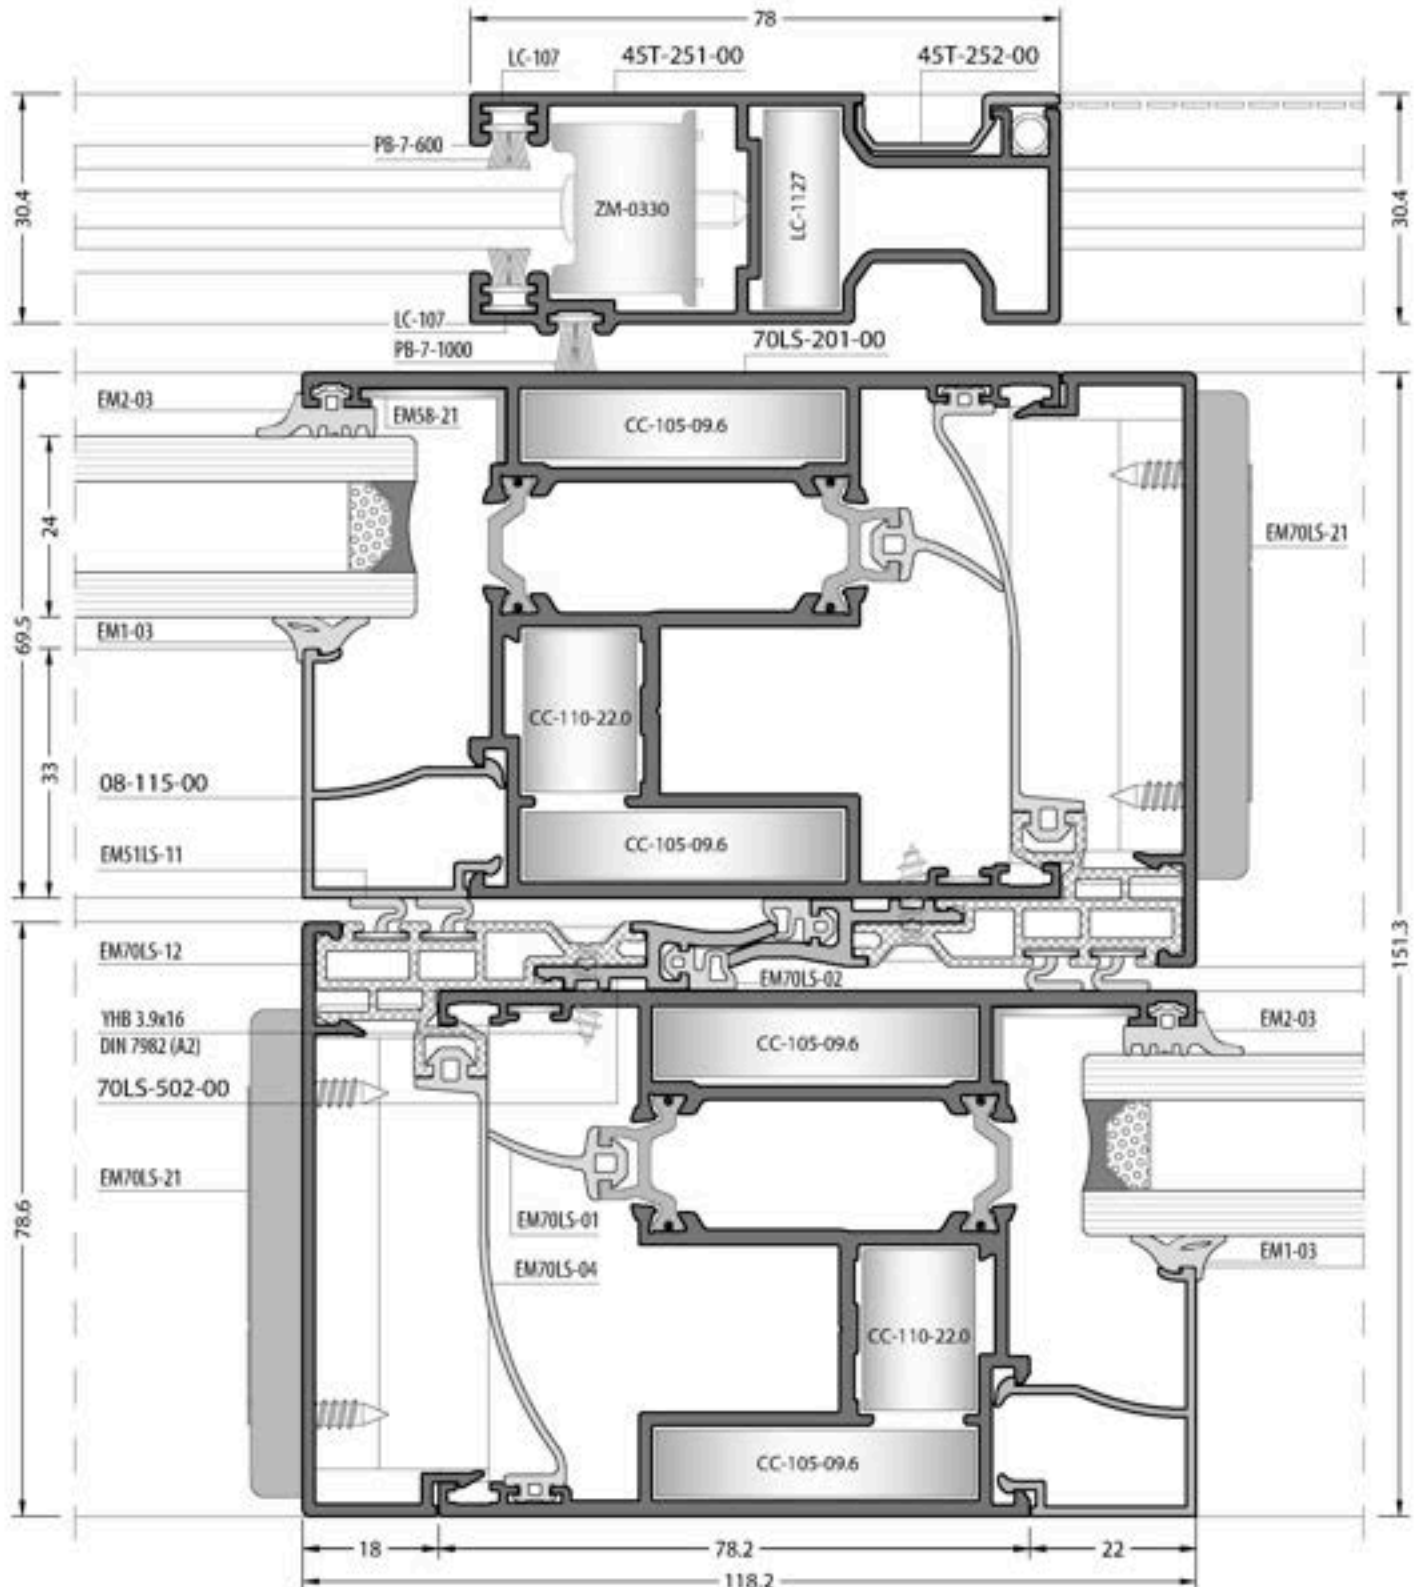 78
LC-107
45T-251-00
45T-252-00
PB-7-600
30.4
ZM-0330
LC-1127
30.4
LC-107
PB-7-1000
70LS-201-00
EM2-03
EM58-21
CC-105-09.6
24
EM70LS-21
69.5
EM1-03
CC-110-22.0
33
08-115-00
CC-105-09.6
EM51LS-11
EM70LS-12
EM70LS-02
151.3
YHB 3.9x16
DIN 7982 (A2)
CC-105-09.6
EM2-03
70LS-502-00
EM70LS-21
78.6
EM70LS-01
EM1-03
EM70LS-04
CC-110-22.0
CC-105-09.6
18
78.2
22
118.2